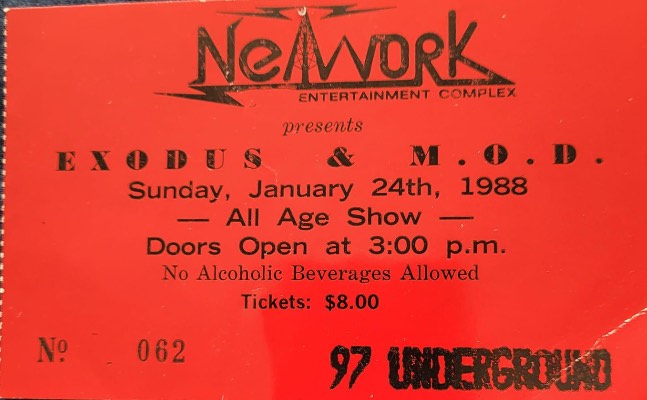 Network
ENTERTAINMENT COMPLEX
presents
EXODUS & M.O.D.
Sunday, January 24th, 1988
— All Age Show —
Doors Open at 3:00 p.m.
No Alcoholic Beverages Allowed
Tickets: $8.00
Nº 062
97 UNDERGROUND